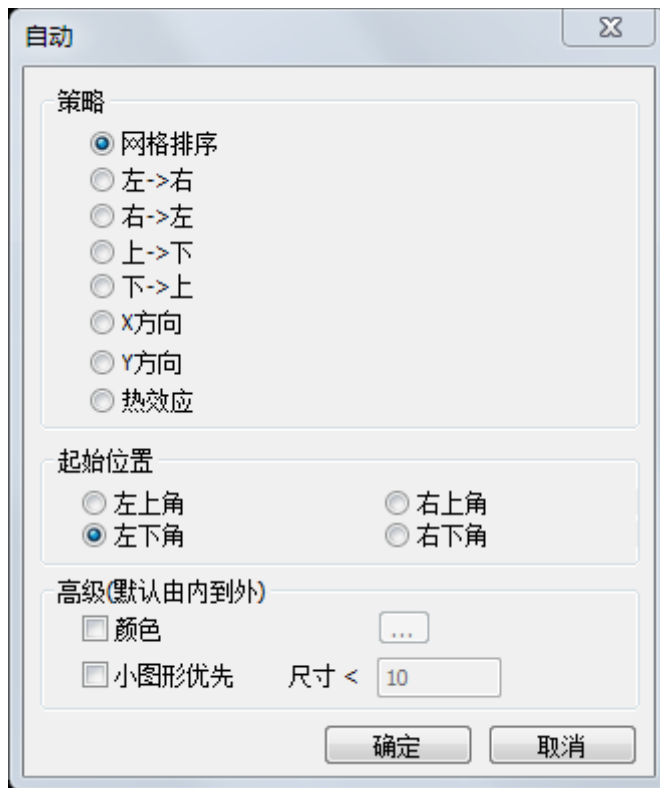 自动
策略
网格排序
左->右
右->左
上->下
下->上
X方向
Y方向
热效应
起始位置
左上角 右上角
左下角 右下角
高级(默认由内到外)
颜色 ...
小图形优先 尺寸 < 10
确定 取消